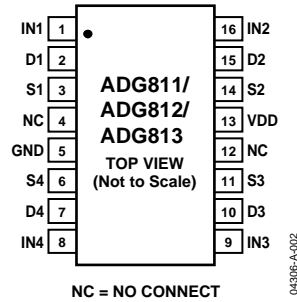 IN1 1 16 IN2
D1 2 15 D2
S1 3 14 S2
NC 4 13 VDD
GND 5 12 NC
S4 6 11 S3
D4 7 10 D3
IN4 8 9 IN3
ADG811/
ADG812/
ADG813
TOP VIEW
(Not to Scale)
NC = NO CONNECT
04306-A-002